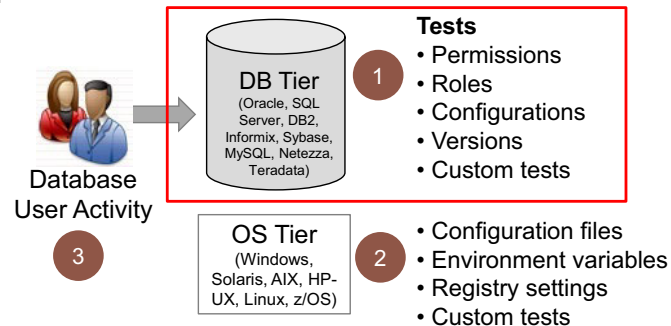 Tests
1
• Permissions
• Roles
• Configurations
• Versions
• Custom tests
DB Tier
(Oracle, SQL
Server, DB2,
Informix, Sybase,
MySQL, Netezza,
Teradata)
Database
User Activity
3
OS Tier
(Windows,
Solaris, AIX, HP-
UX, Linux, z/OS)
2
• Configuration files
• Environment variables
• Registry settings
• Custom tests